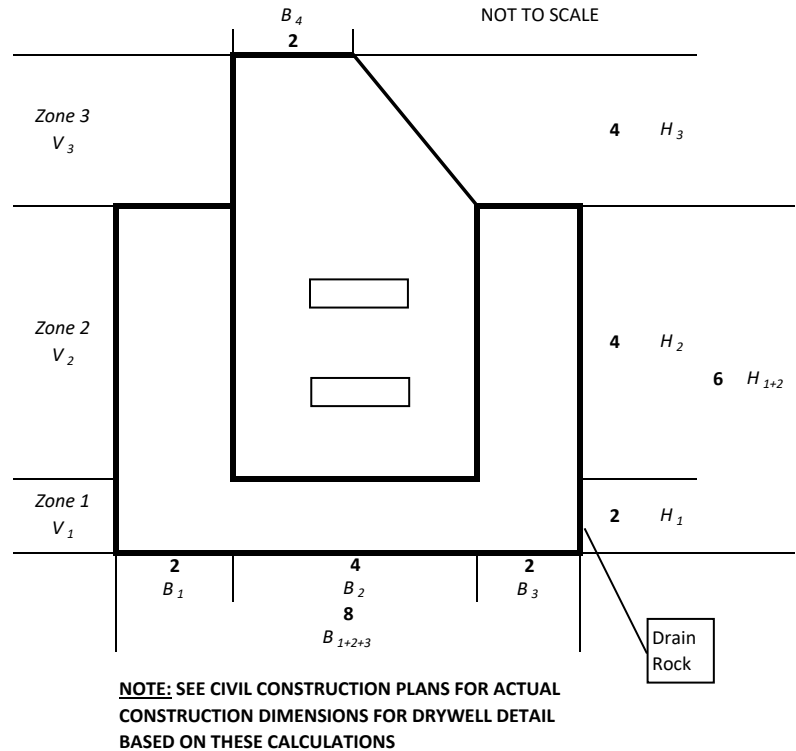 B 4 NOT TO SCALE
2
Zone 3
V 3
4 H 3
Zone 2
V 2
4 H 2
6 H 1+2
Zone 1
V 1
2 H 1
2 4 2
B 1 B 2 B 3
8
B 1+2+3
Drain
Rock
NOTE: SEE CIVIL CONSTRUCTION PLANS FOR ACTUAL
CONSTRUCTION DIMENSIONS FOR DRYWELL DETAIL
BASED ON THESE CALCULATIONS